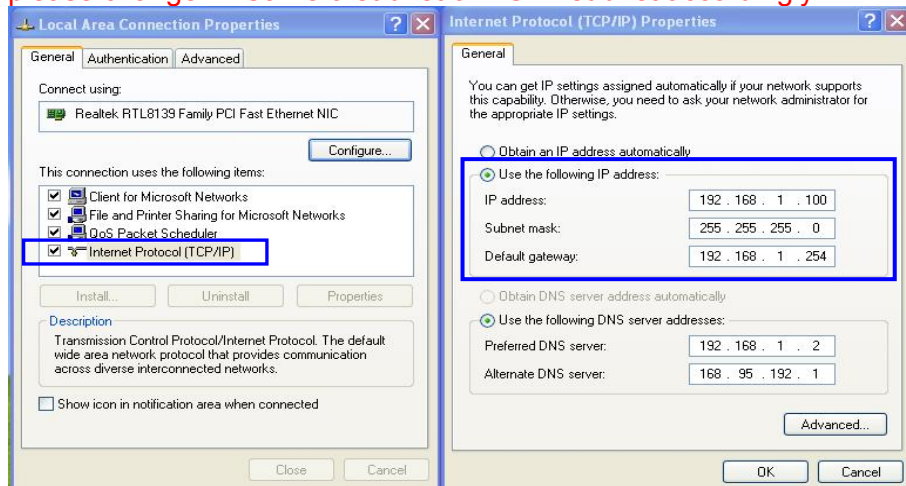 Local Area Connection Properties
General Authentication Advanced
Connect using:
Realtek RTL8139 Family PCI Fast Ethernet NIC
Configure...
This connection uses the following items:
Client for Microsoft Networks
File and Printer Sharing for Microsoft Networks
QoS Packet Scheduler
Internet Protocol (TCP/IP)
Install... Uninstall Properties
Description
Transmission Control Protocol/Internet Protocol. The default
wide area network protocol that provides communication
across diverse interconnected networks.
Show icon in notification area when connected
Close Cancel
Internet Protocol (TCP/IP) Properties
General
You can get IP settings assigned automatically if your network supports
this capability. Otherwise, you need to ask your network administrator for
the appropriate IP settings.
Obtain an IP address automatically
Use the following IP address:
IP address: 192 . 168 . 1 . 100
Subnet mask: 255 . 255 . 255 . 0
Default gateway: 192 . 168 . 1 . 254
Obtain DNS server address automatically
Use the following DNS server addresses:
Preferred DNS server: 192 . 168 . 1 . 2
Alternate DNS server: 168 . 95 . 192 . 1
Advanced...
OK Cancel